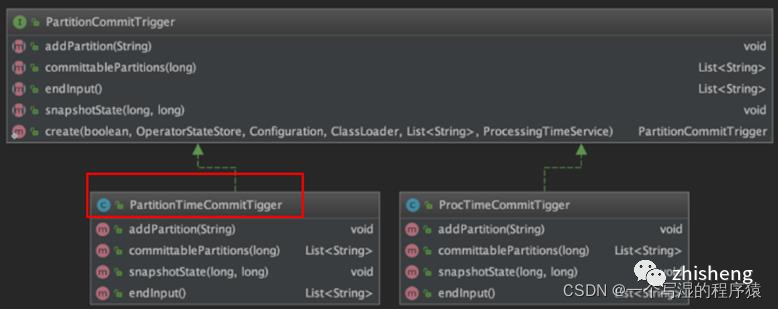 PartitionCommitTrigger
addPartition(String) void
committablePartitions(long) List<String>
endInput() List<String>
snapshotState(long, long) void
create(boolean, OperatorStateStore, Configuration, ClassLoader, List<String>, ProcessingTimeService) PartitionCommitTrigger
PartitionTimeCommitTigger
addPartition(String) void
committablePartitions(long) List<String>
snapshotState(long, long) void
endInput() List<String>
ProcTimeCommitTigger
addPartition(String) void
committablePartitions(long) List<String>
snapshotState(long, long) void
endInput() List<String>
zhisheng
CSDN @一个写湿的程序猿